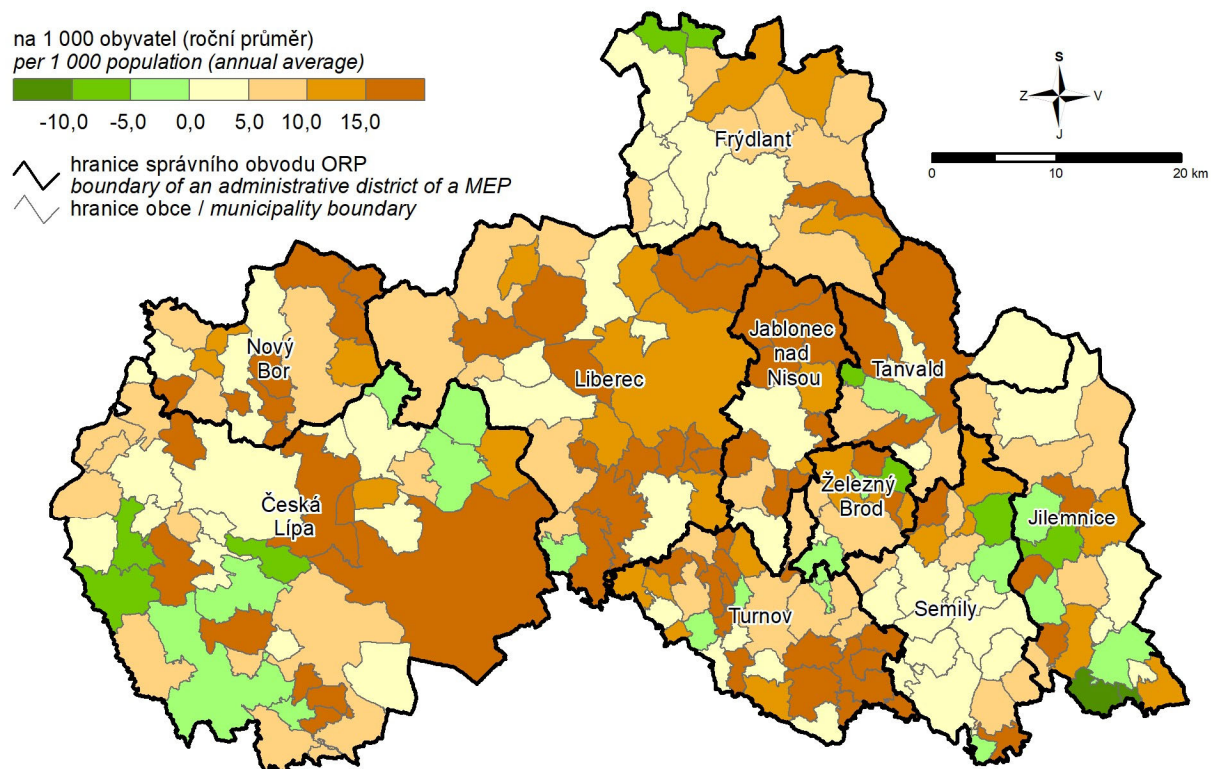 na 1 000 obyvatel (roční průměr)
per 1 000 population (annual average)
-10,0 -5,0 0,0 5,0 10,0 15,0
hranice správního obvodu ORP
boundary of an administrative district of a MEP
hranice obce / municipality boundary
S
Z V
J
0 10 20 km
Frýdlant
Nový
Bor
Liberec
Jablonec
nad
Nisou
Tanvald
Česká
Lípa
Železný
Brod
Jilemnice
Turnov
Semily